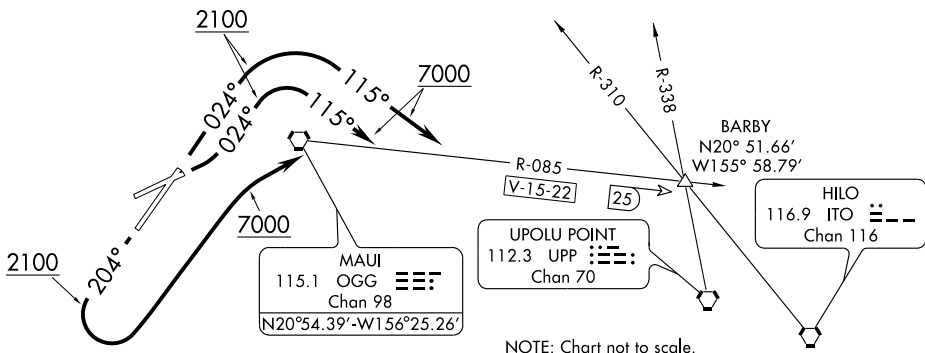 2100
024°
024°
115°
115°
7000
R-310
R-338
BARBY
N20° 51.66'
W155° 58.79'
R-085
V-15-22
25
HILO
116.9 ITO
Chan 116
UPOLU POINT
112.3 UPP
Chan 70
7000
204°
2100
MAUI
115.1 OGG
Chan 98
N20°54.39'-W156°25.26'
NOTE: Chart not to scale.